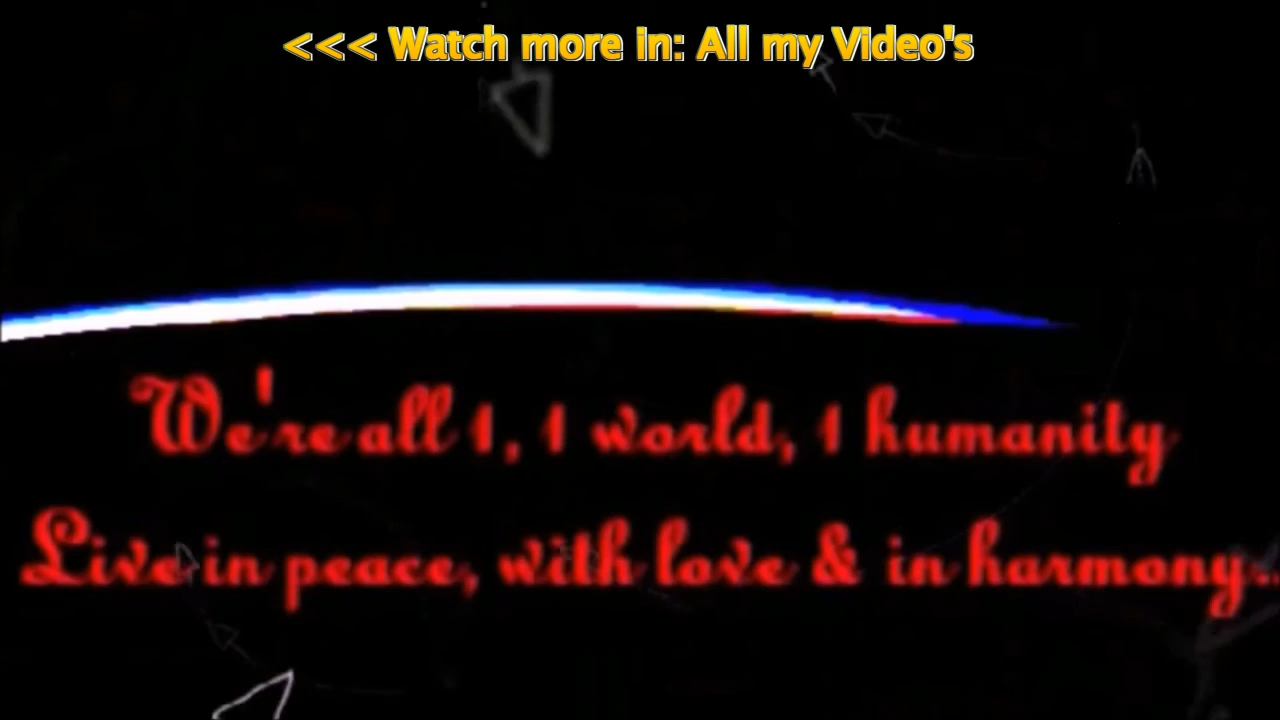 <<< Watch more in: All my Video's
We're all 1, 1 world, 1 humanity
Live in peace, with love & in harmony...